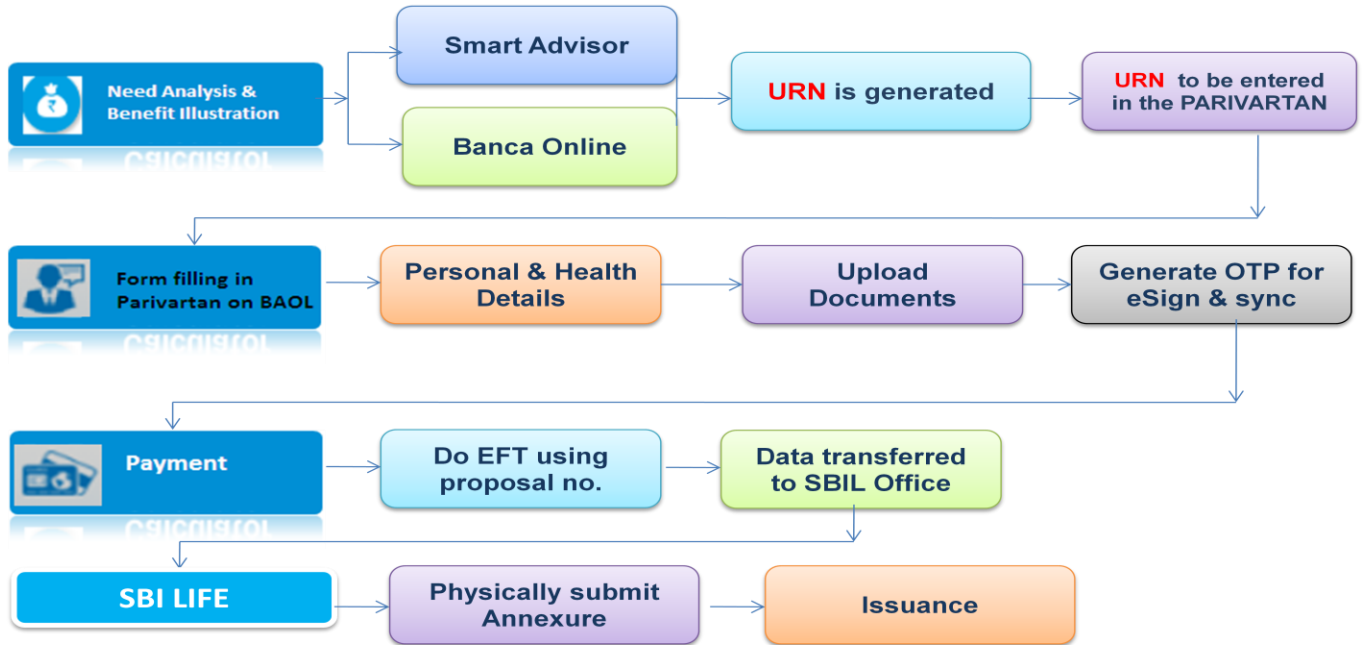 Need Analysis &
Benefit Illustration
Smart Advisor
Banca Online
URN is generated
URN to be entered
in the PARIVARTAN
Form filling in
Parivartan on BAOL
Personal & Health
Details
Upload
Documents
Generate OTP for
eSign & sync
Payment
Do EFT using
proposal no.
Data transferred
to SBIL Office
SBI LIFE
Physically submit
Annexure
Issuance